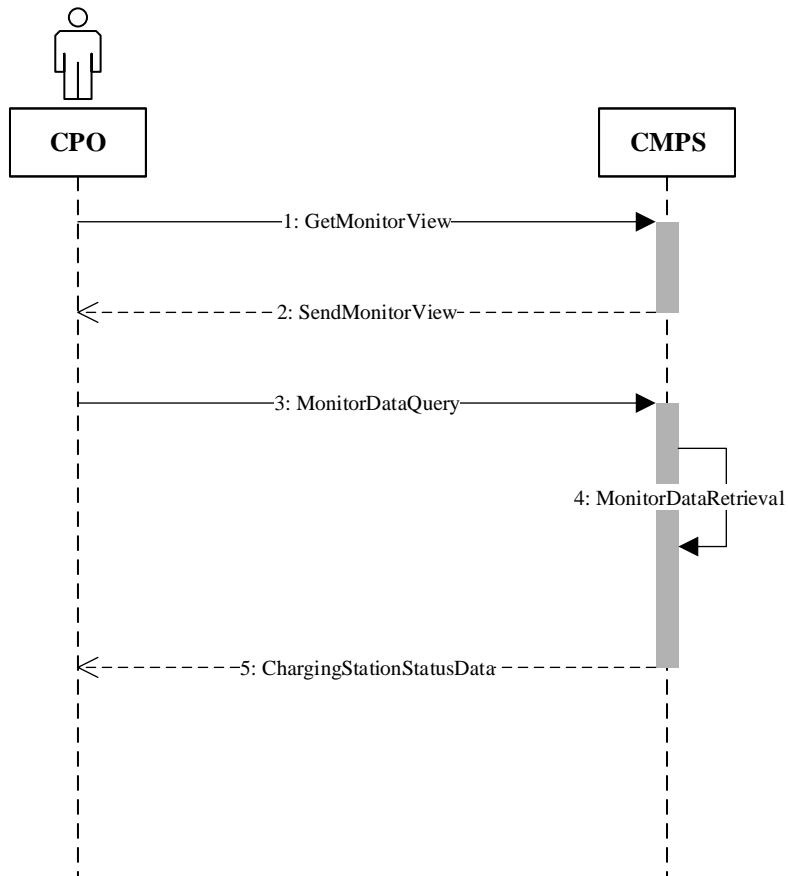 CPO
CMPS
1: GetMonitorView
2: SendMonitorView
3: MonitorDataQuery
4: MonitorDataRetrieval
5: ChargingStationStatusData